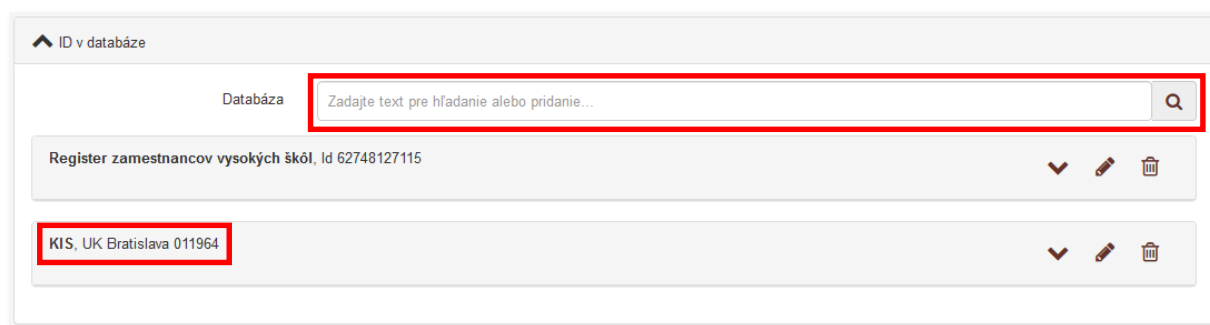 ID v databáze
Databáza
Zadajte text pre hľadanie alebo pridanie...
Register zamestnancov vysokých škôl, Id 62748127115
KIS, UK Bratislava 011964